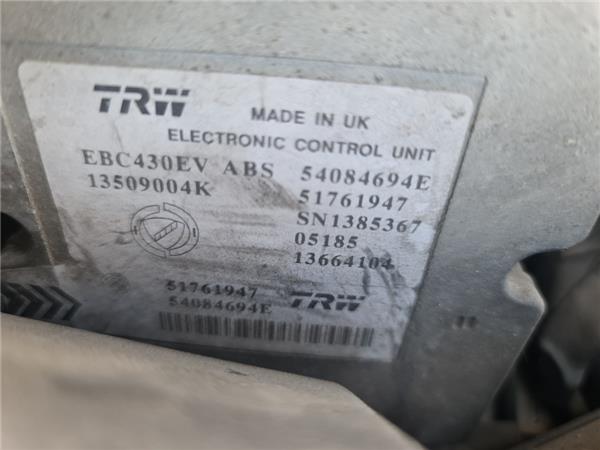 TRW
MADE IN UK
ELECTRONIC CONTROL UNIT
EBC430EV ABS 54084694E
13509004K 51761947
SN1385367
05185
13664104
51761947 TRW
54084694E